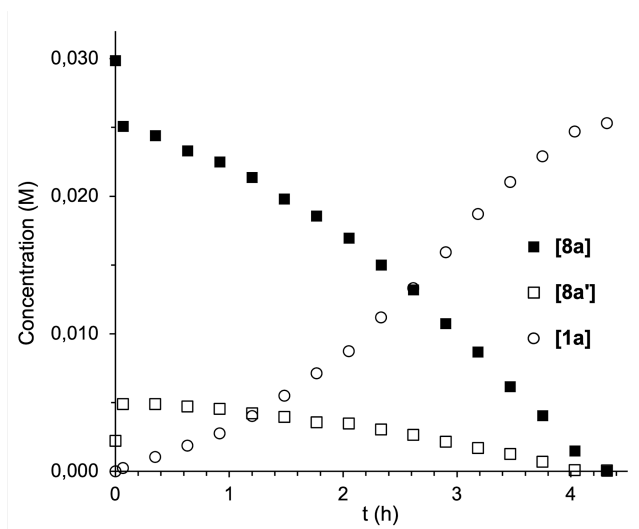 0,030
0,020
0,010
0,000
Concentration (M)
0
1
2
3
4
t (h)
[8a]
[8a']
[1a]